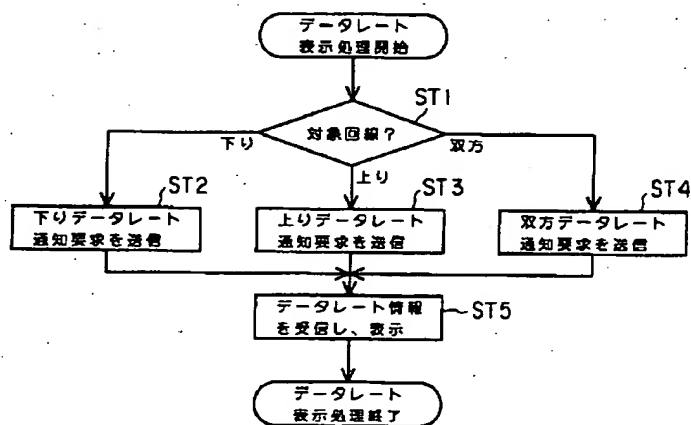 データレート
表示処理開始
ST1
対象回線?
下り
双方
上り
ST2
ST3
ST4
下りデータレート
通知要求を送信
上りデータレート
通知要求を送信
双方データレート
通知要求を送信
データレート情報
を受信し、表示
ST5
データレート
表示処理終了